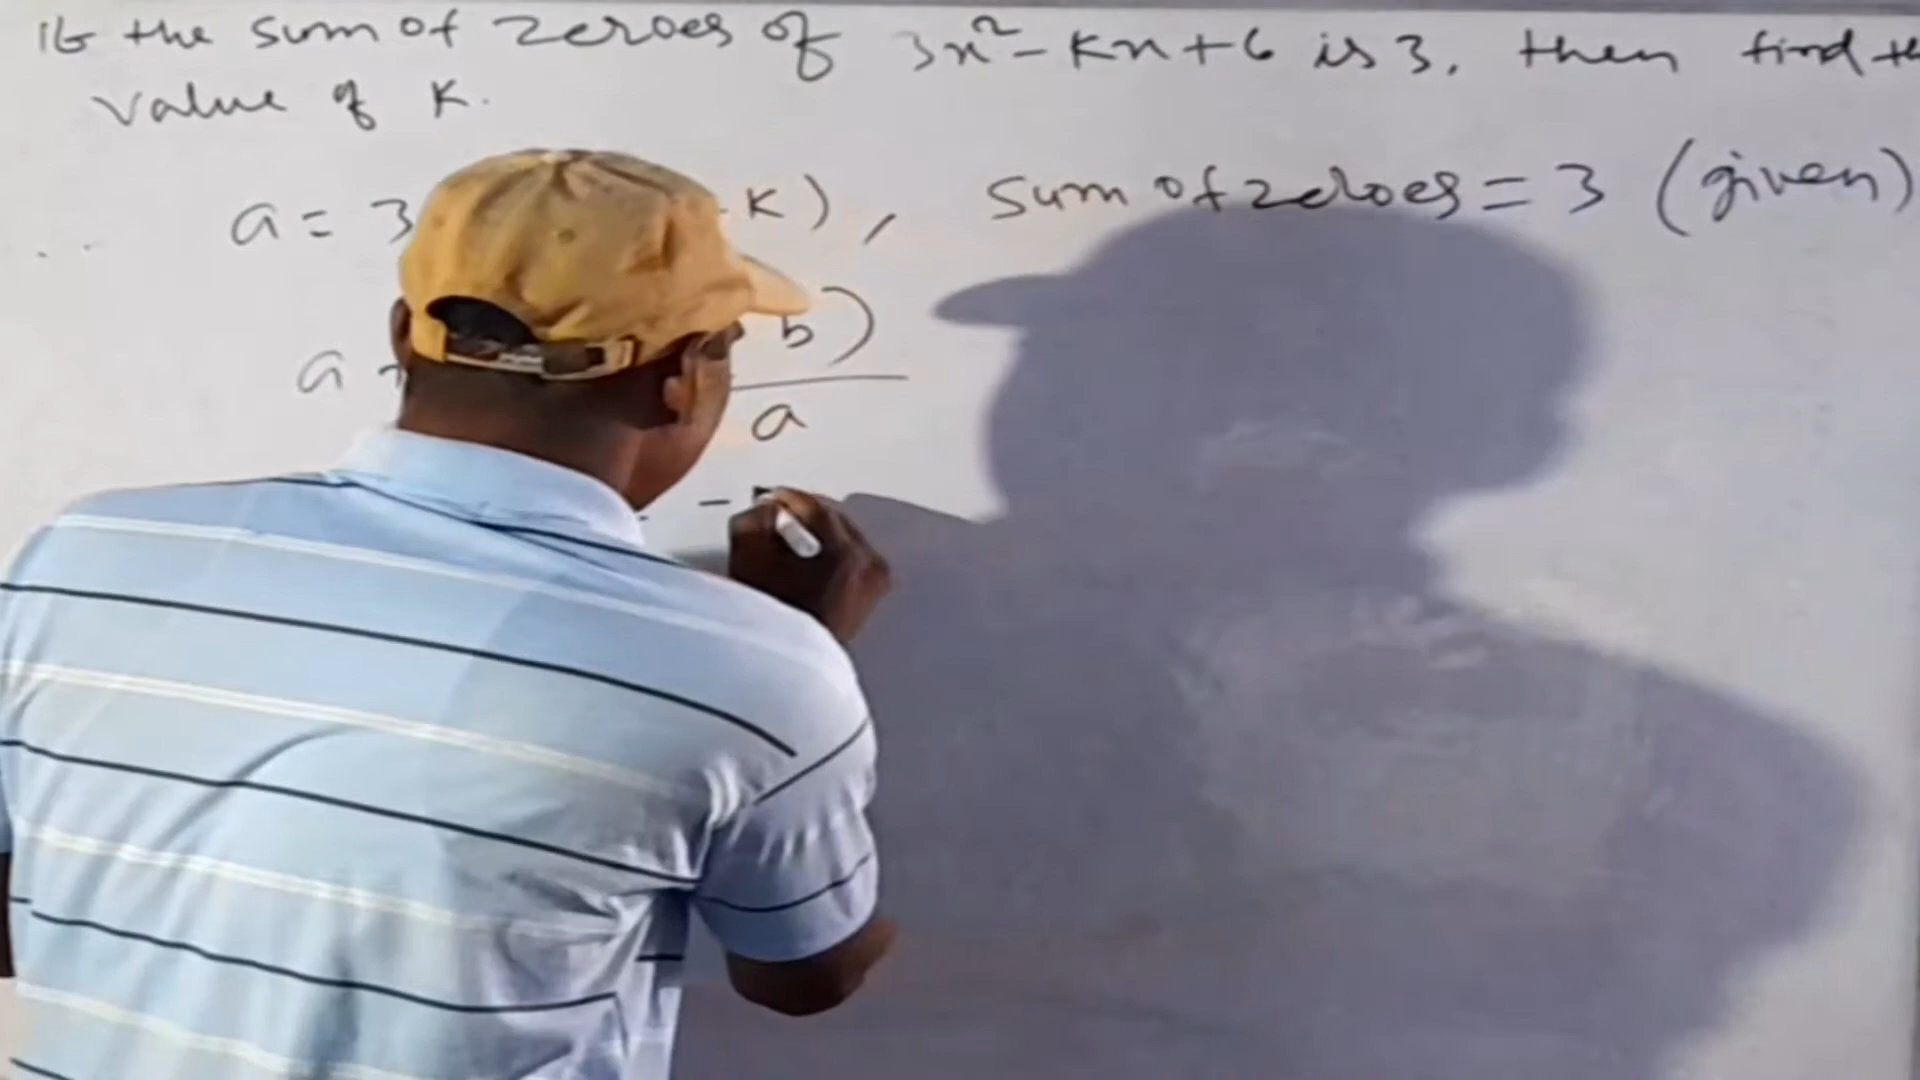 If the sum of zeroes of 3x²-Kx+6 is 3, then find
value of K.
a = 3 K), sum of zeroes = 3 (given)
a + b)
a
-